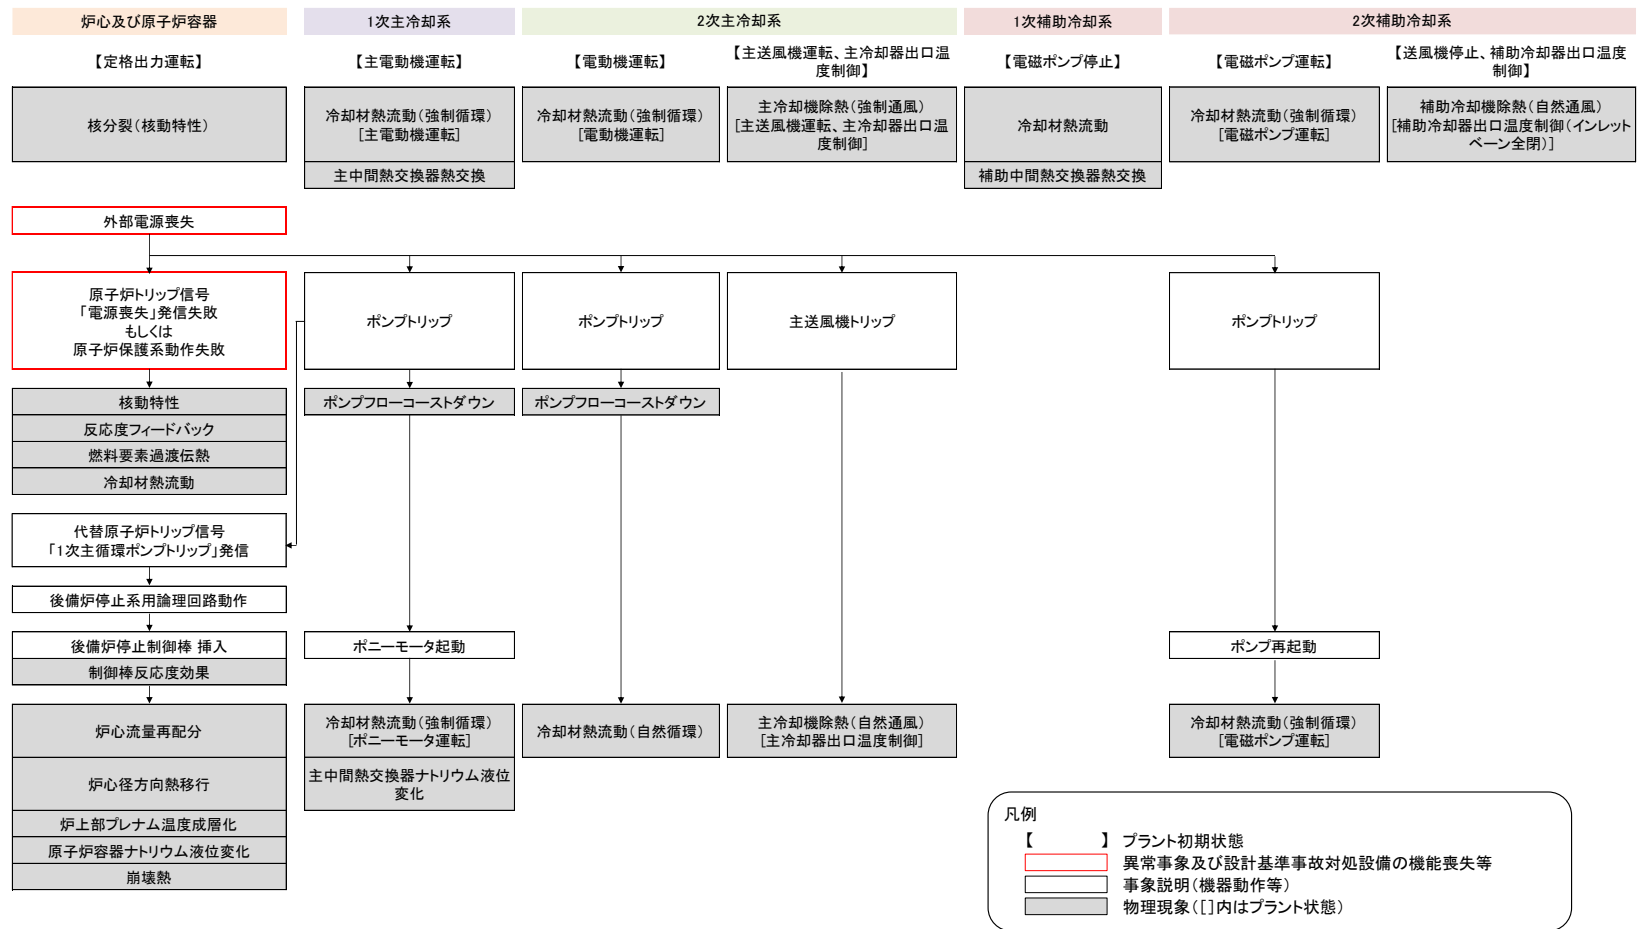 炉心及び原子炉容器
1次主冷却系
2次主冷却系
1次補助冷却系
2次補助冷却系
【定格出力運転】
【主電動機運転】
【電動機運転】
【主送風機運転、主冷却器出口温
度制御】
【電磁ポンプ停止】
【電磁ポンプ運転】
【送風機停止、補助冷却器出口温度
制御】
核分裂(核動特性)
冷却材熱流動(強制循環)
[主電動機運転]
冷却材熱流動(強制循環)
[電動機運転]
主冷却機除熱(強制通風)
[主送風機運転、主冷却器出口温
度制御]
冷却材熱流動
冷却材熱流動(強制循環)
[電磁ポンプ運転]
補助冷却機除熱(自然通風)
[補助冷却器出口温度制御(インレット
ベーン全閉)]
主中間熱交換器熱交換
補助中間熱交換器熱交換
外部電源喪失
原子炉トリップ信号
「電源喪失」発信失敗
もしくは
原子炉保護系動作失敗
ポンプトリップ
ポンプトリップ
主送風機トリップ
ポンプトリップ
核動特性
ポンプフローコーストダウン
ポンプフローコーストダウン
反応度フィードバック
燃料要素過渡伝熱
冷却材熱流動
代替原子炉トリップ信号
「1次主循環ポンプトリップ」発信
後備炉停止系用論理回路動作
後備炉停止制御棒 挿入
ポニーモータ起動
ポンプ再起動
制御棒反応度効果
炉心流量再配分
冷却材熱流動(強制循環)
[ポニーモータ運転]
冷却材熱流動(自然循環)
主冷却機除熱(自然通風)
[主冷却器出口温度制御]
冷却材熱流動(強制循環)
[電磁ポンプ運転]
炉心径方向熱移行
主中間熱交換器ナトリウム液位
変化
炉上部プレナム温度成層化
原子炉容器ナトリウム液位変化
崩壊熱
凡例
【 】 プラント初期状態
異常事象及び設計基準事故対処設備の機能喪失等
事象説明(機器動作等)
物理現象([]内はプラント状態)